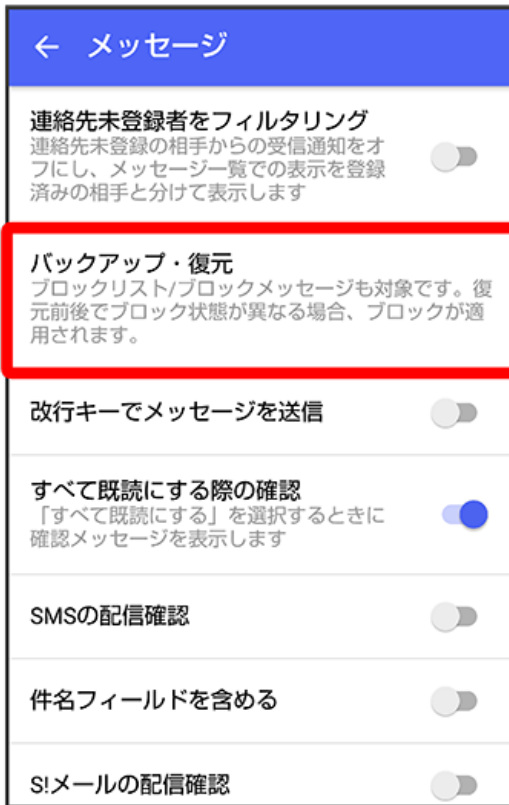 ← メッセージ
連絡先未登録者をフィルタリング
連絡先未登録の相手からの受信通知をオ
フにし、メッセージ一覧での表示を登録
済みの相手と分けて表示します
バックアップ・復元
ブロックリスト/ブロックメッセージも対象です。復
元前後でブロック状態が異なる場合、ブロックが適
用されます。
改行キーでメッセージを送信
すべて既読にする際の確認
「すべて既読にする」を選択するときに
確認メッセージを表示します
SMSの配信確認
件名フィールドを含める
S!メールの配信確認